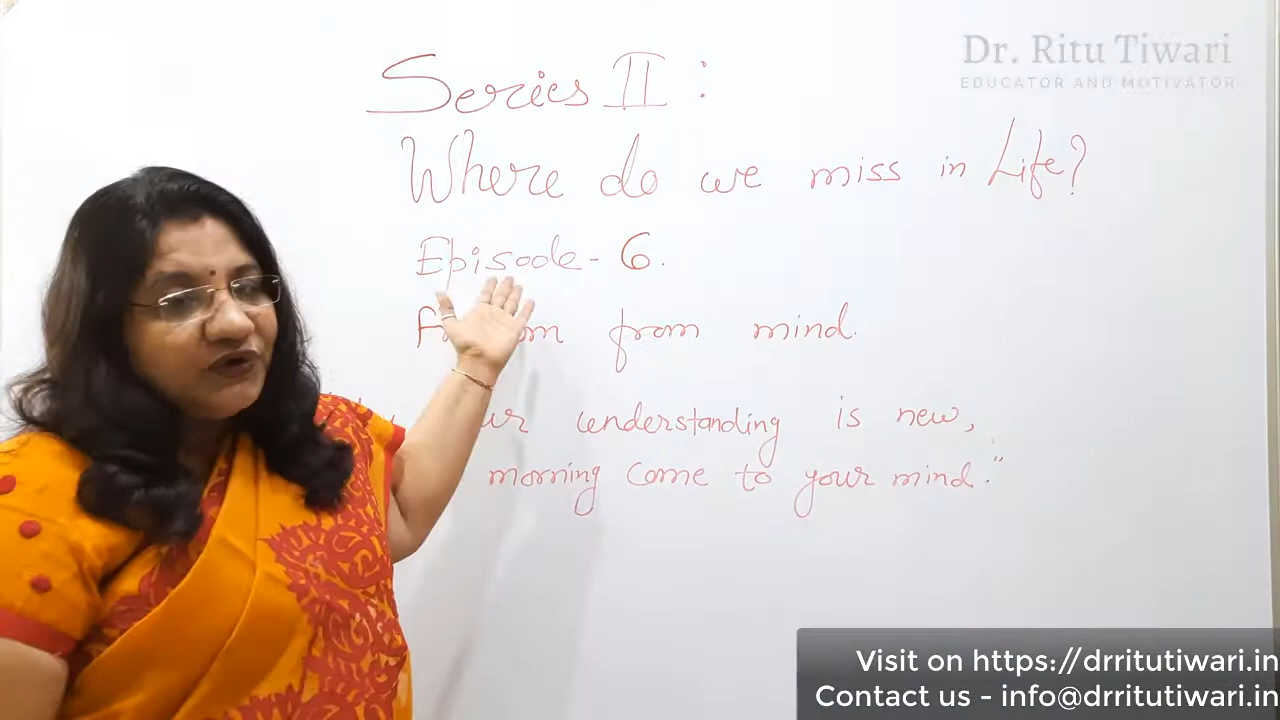 Dr. Ritu Tiwari
EDUCATOR AND MOTIVATOR
Series II :
Where do we miss in Life?
Episode - 6.
from mind.
understanding is new,
morning come to your mind."
Visit on https://drritutiwari.in
Contact us - info@drritutiwari.in